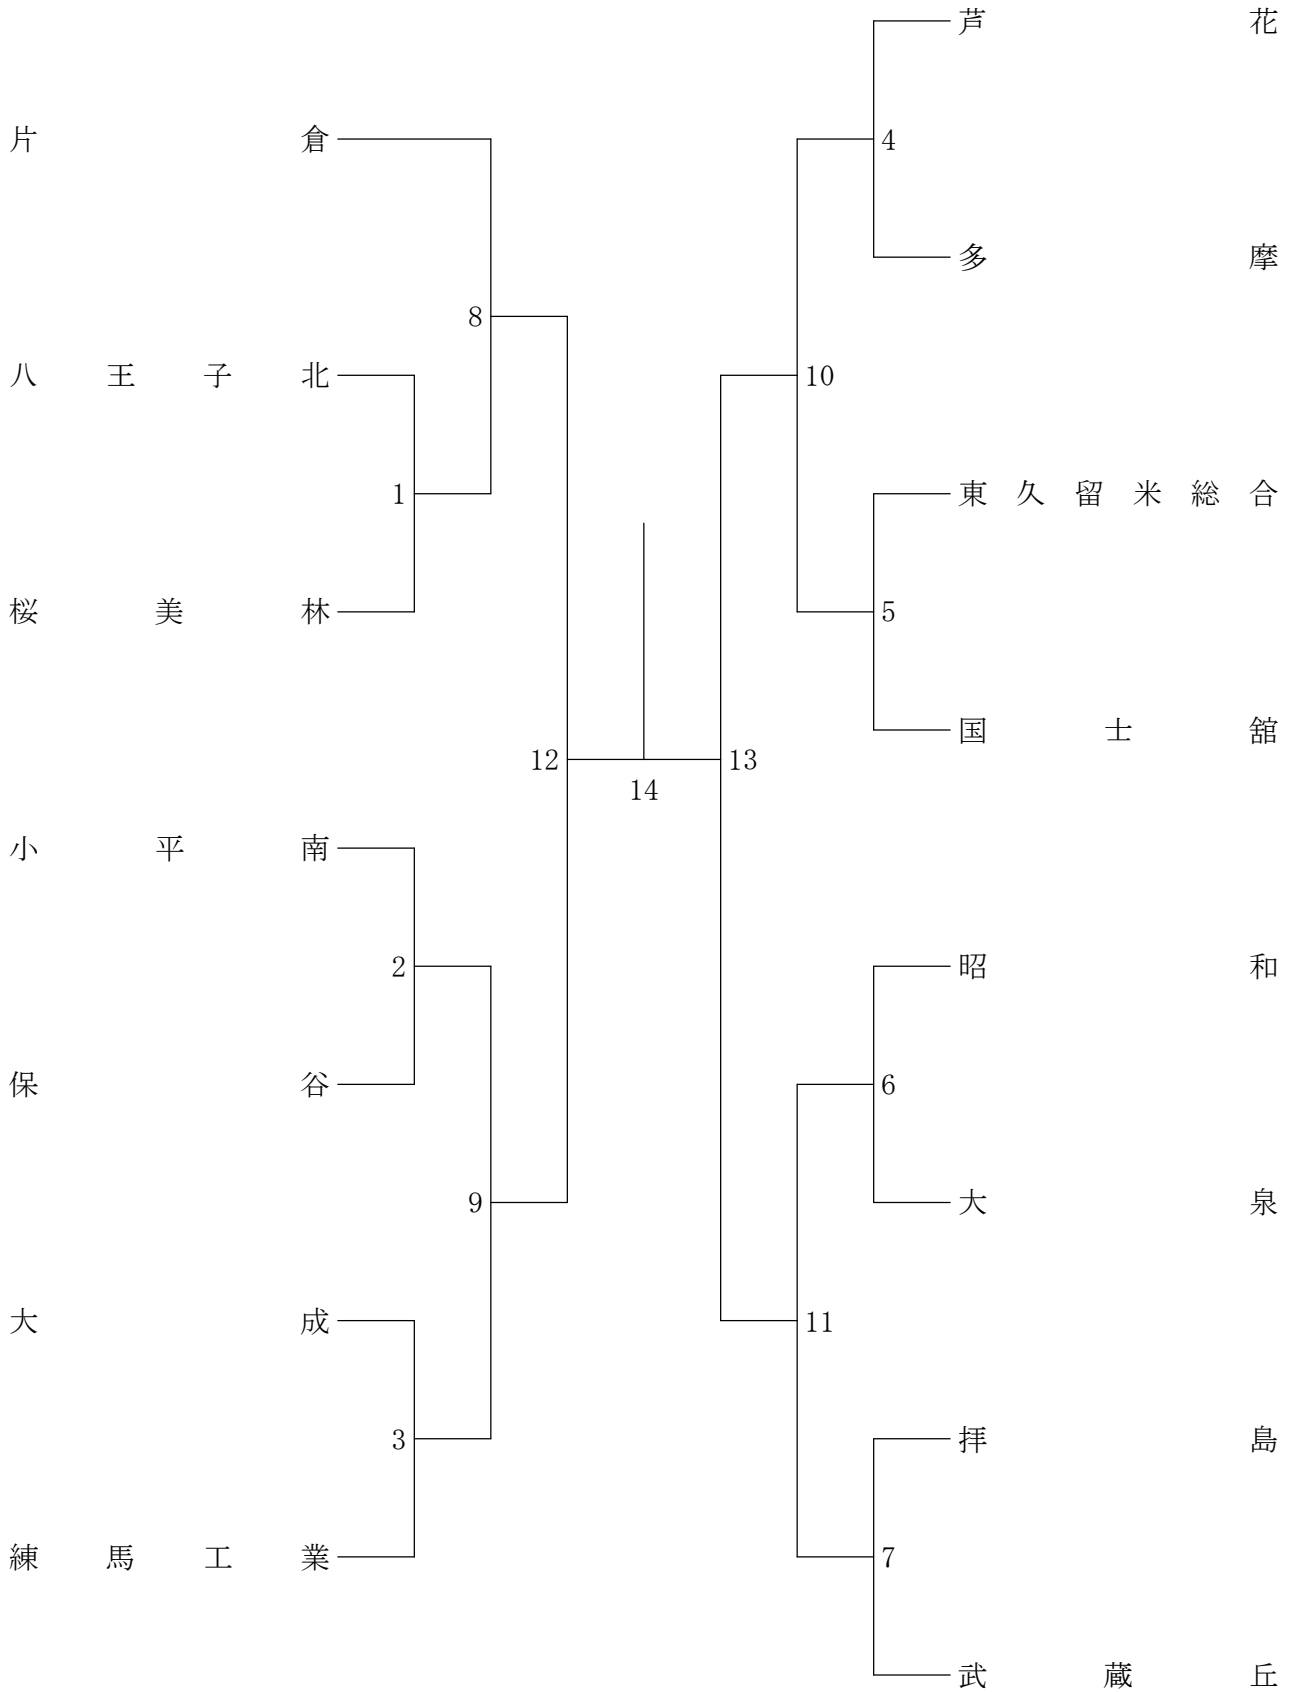 片倉
八王子北
桜美林
小平南
保谷
大成
練馬工業
8
1
2
9
3
12
14
13
10
4
5
6
11
7
芦花
多摩
東久留米総合
国士舘
昭和
大泉
拝島
武蔵丘